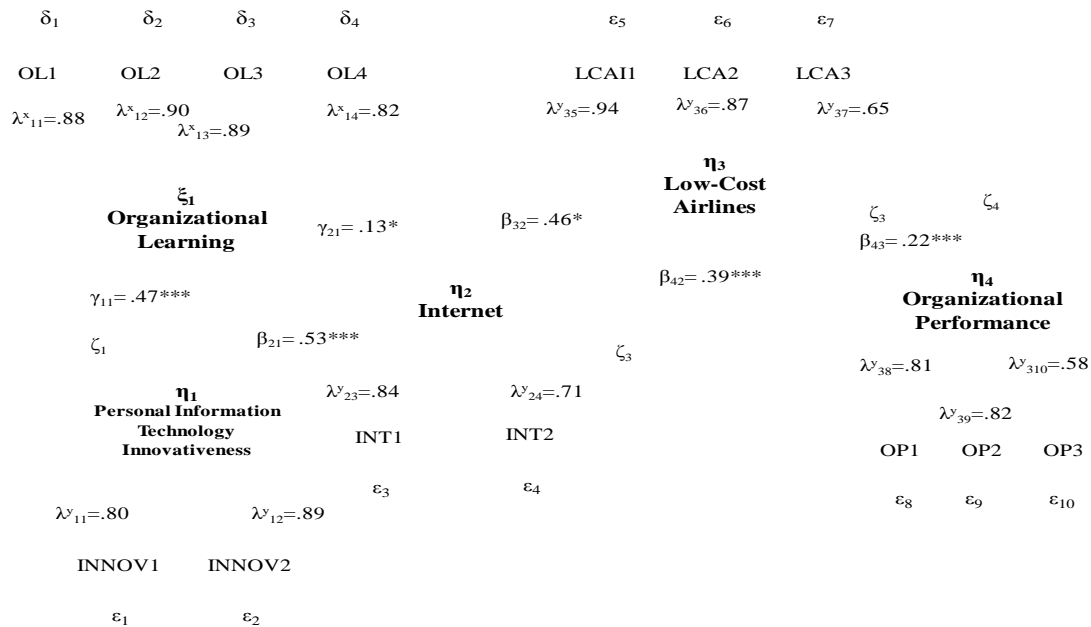 δ₁ δ₂ δ₃ δ₄ ε₅ ε₆ ε₇
OL1 OL2 OL3 OL4 LCAI1 LCA2 LCA3
λˣ₁₁=.88 λˣ₁₂=.90 λˣ₁₃=.89 λˣ₁₄=.82 λʸ₃₅=.94 λʸ₃₆=.87 λʸ₃₇=.65
ξ₁
Organizational
Learning
γ₂₁= .13*
β₃₂= .46*
η₃
Low-Cost
Airlines
ζ₃
ζ₄
β₄₃= .22***
β₄₂= .39***
γ₁₁= .47***
η₂
Internet
η₄
Organizational
Performance
ζ₁
β₂₁= .53***
ζ₃
λʸ₃₈=.81 λʸ₃₁₀=.58
λʸ₃₉=.82
η₁
Personal Information
Technology
Innovativeness
λʸ₂₃=.84 λʸ₂₄=.71
INT1 INT2
OP1 OP2 OP3
ε₃ ε₄
ε₈ ε₉ ε₁₀
λʸ₁₁=.80 λʸ₁₂=.89
INNOV1 INNOV2
ε₁ ε₂